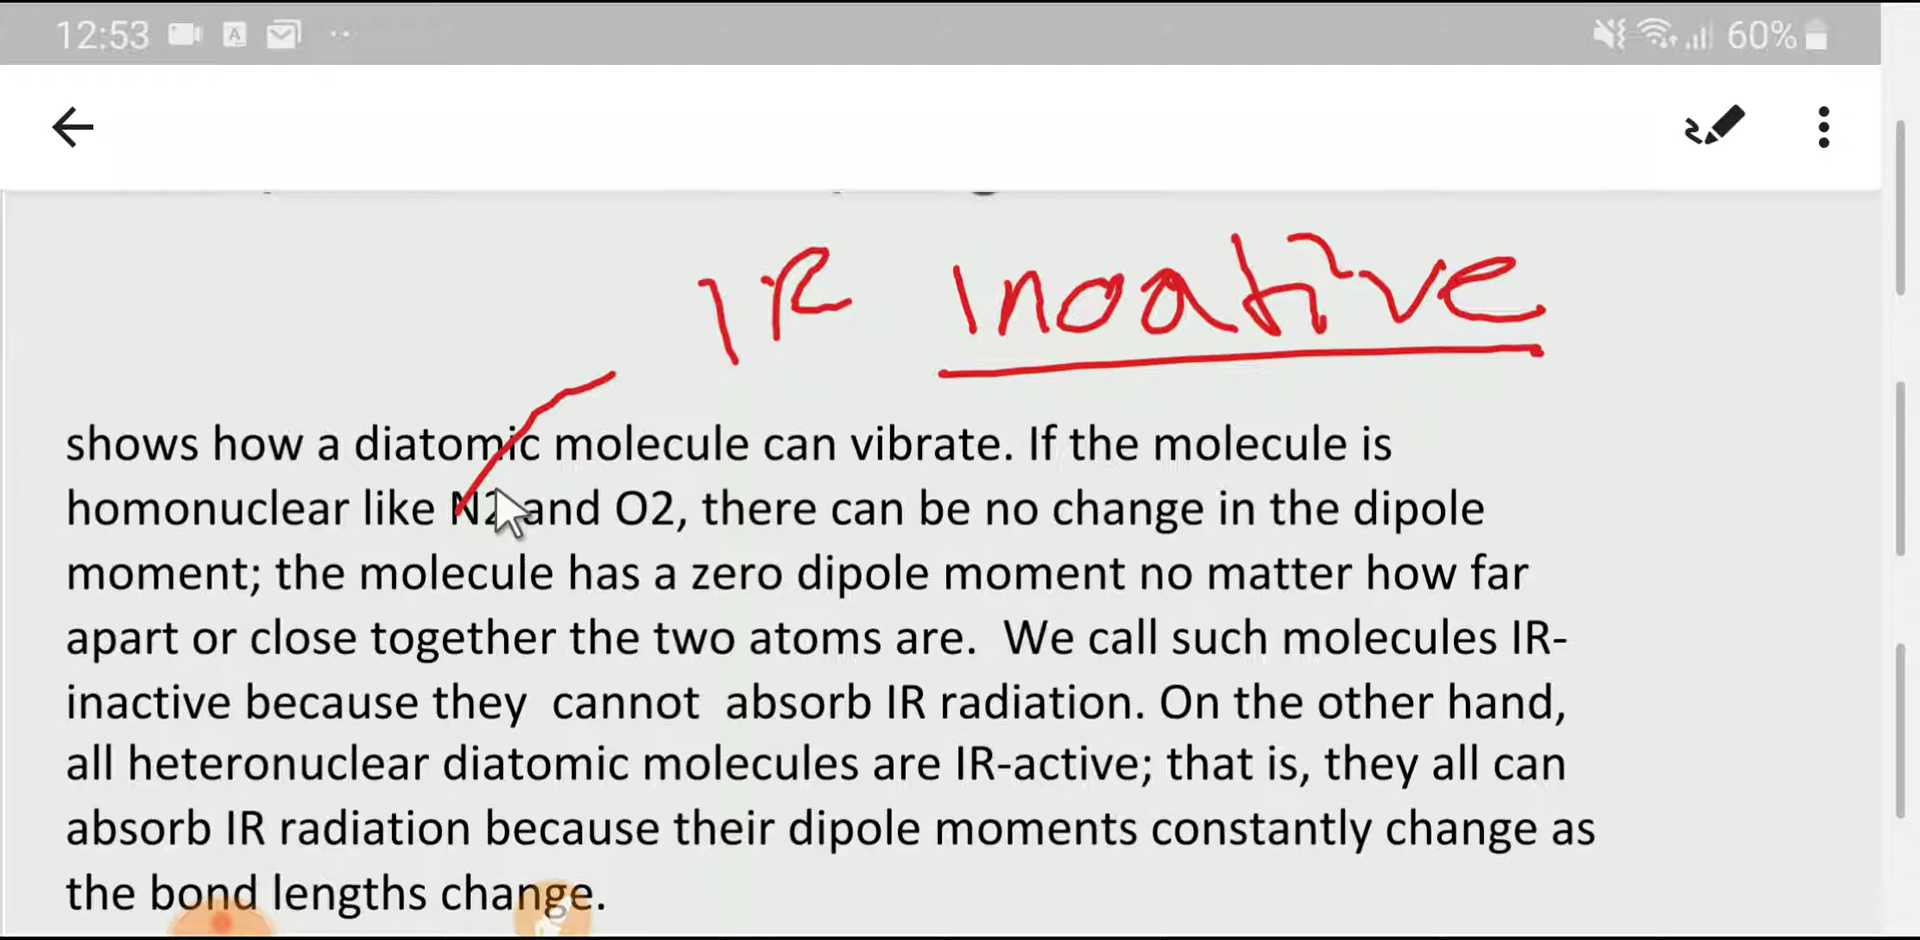 12:53
60%
IR Inoative
shows how a diatomic molecule can vibrate. If the molecule is
homonuclear like N2 and O2, there can be no change in the dipole
moment; the molecule has a zero dipole moment no matter how far
apart or close together the two atoms are. We call such molecules IR-
inactive because they cannot absorb IR radiation. On the other hand,
all heteronuclear diatomic molecules are IR-active; that is, they all can
absorb IR radiation because their dipole moments constantly change as
the bond lengths change.